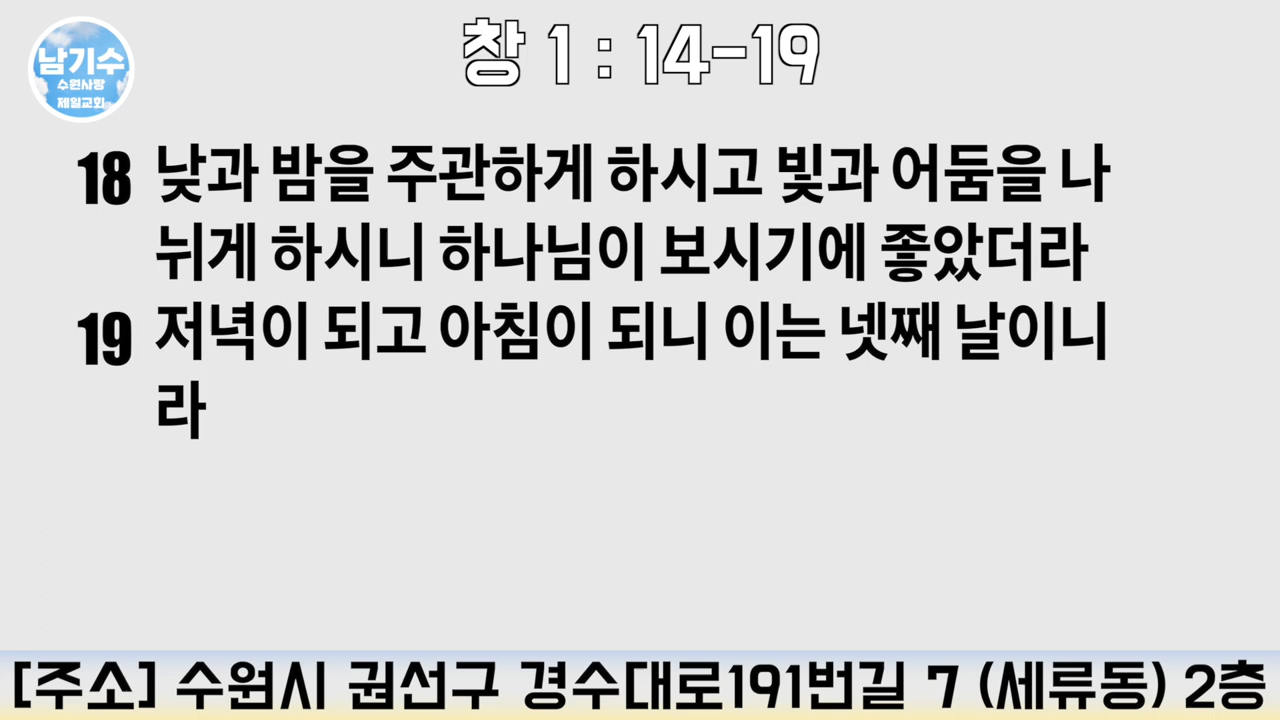 남기수
수원사랑
제일교회
창 1 : 14-19
18 낮과 밤을 주관하게 하시고 빛과 어둠을 나
뉘게 하시니 하나님이 보시기에 좋았더라
19 저녁이 되고 아침이 되니 이는 넷째 날이니
라
[주소] 수원시 권선구 경수대로191번길 7 (세류동) 2층